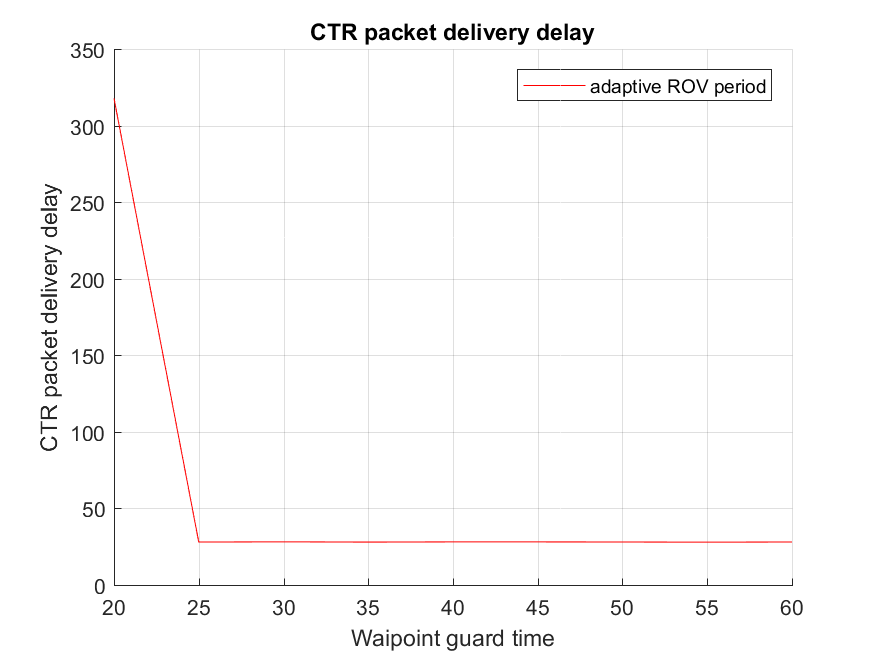 CTR packet delivery delay
adaptive ROV period
CTR packet delivery delay
350
300
250
200
150
100
50
0
20 25 30 35 40 45 50 55 60
Waipoint guard time